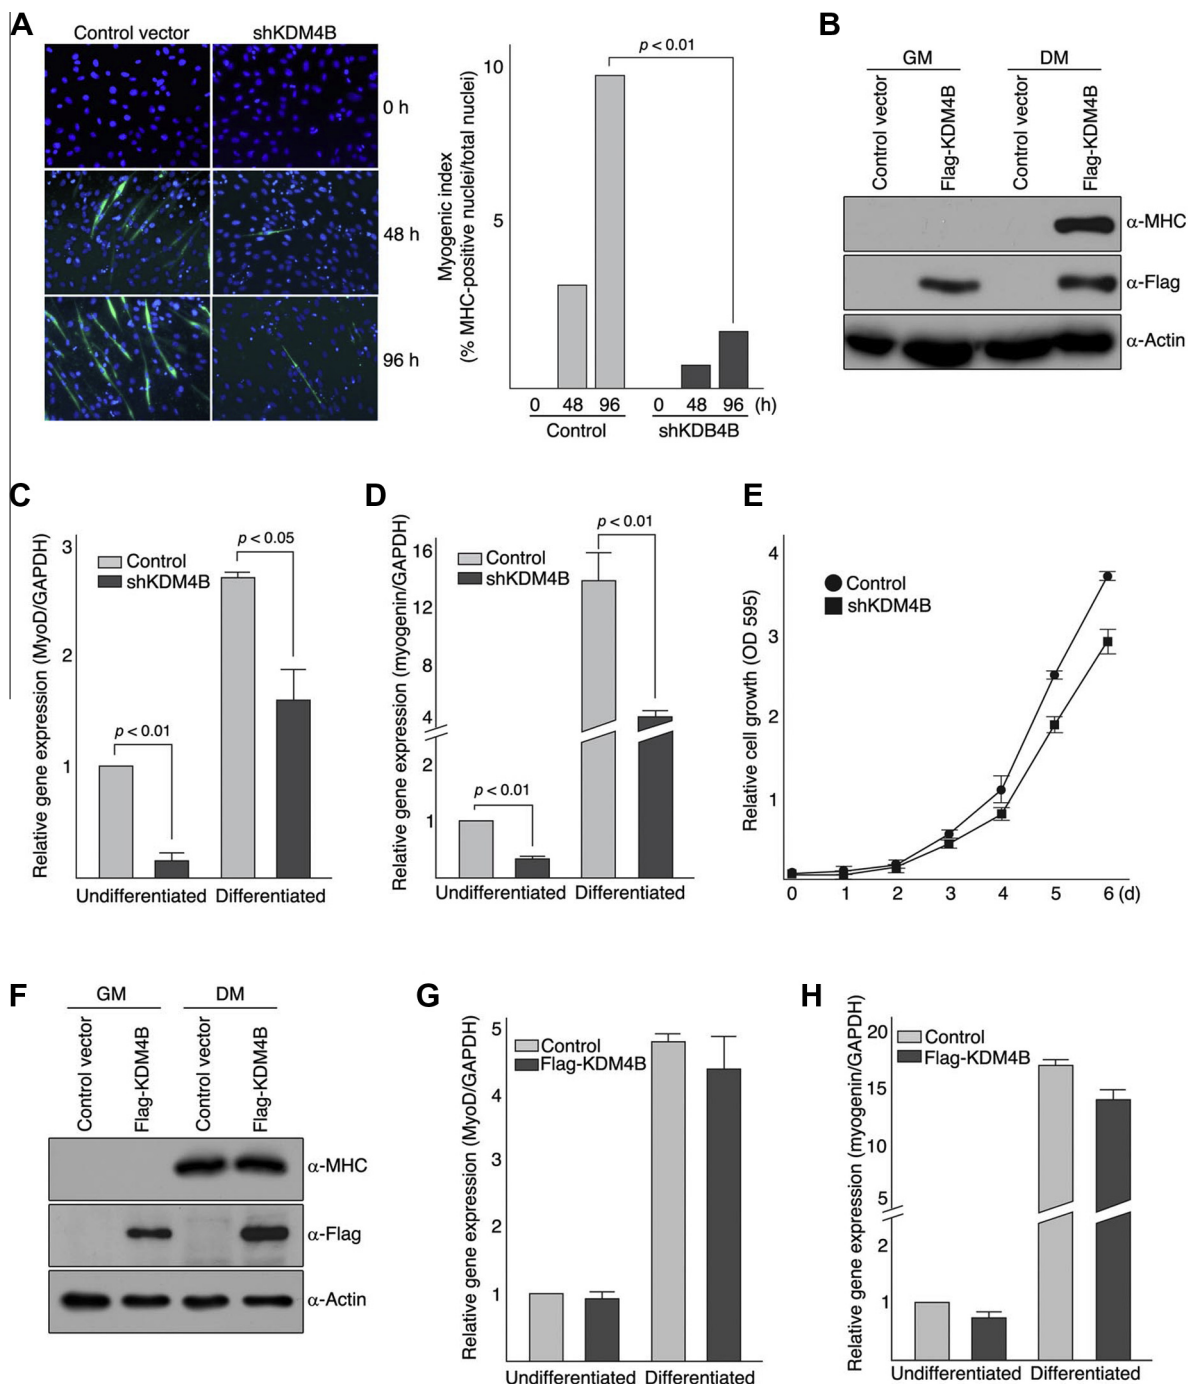 A
Control vector
shKDM4B
0 h
48 h
96 h
Myogenic index
(% MHC-positive nuclei/total nuclei)
10
5
p < 0.01
0 48 96 0 48 96 (h)
Control
shKDB4B
B
GM
DM
Control vector
Flag-KDM4B
Control vector
Flag-KDM4B
α-MHC
α-Flag
α-Actin
C
Relative gene expression (MyoD/GAPDH)
3
2
1
Control
shKDM4B
p < 0.05
p < 0.01
Undifferentiated Differentiated
D
Relative gene expression (myogenin/GAPDH)
16
12
8
4
2
1
Control
shKDM4B
p < 0.01
p < 0.01
Undifferentiated Differentiated
E
Relative cell growth (OD 595)
4
3
2
1
Control
shKDM4B
0 1 2 3 4 5 6 (d)
F
GM
DM
Control vector
Flag-KDM4B
Control vector
Flag-KDM4B
α-MHC
α-Flag
α-Actin
G
Relative gene expression (MyoD/GAPDH)
5
4
3
2
1
Control
Flag-KDM4B
Undifferentiated Differentiated
H
Relative gene expression (myogenin/GAPDH)
20
15
10
5
2
1
Control
Flag-KDM4B
Undifferentiated Differentiated